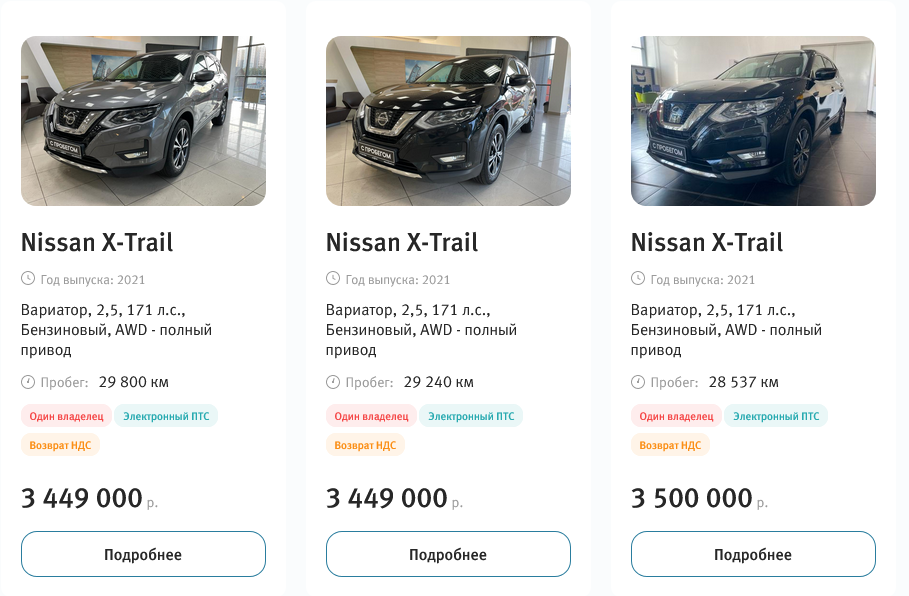 С ПРОБЕГОМ
Nissan X-Trail
Год выпуска: 2021
Вариатор, 2,5, 171 л.с.,
Бензиновый, AWD - полный
привод
Пробег: 29 800 км
Один владелец Электронный ПТС
Возврат НДС
3 449 000 р.
Подробнее
С ПРОБЕГОМ
Nissan X-Trail
Год выпуска: 2021
Вариатор, 2,5, 171 л.с.,
Бензиновый, AWD - полный
привод
Пробег: 29 240 км
Один владелец Электронный ПТС
Возврат НДС
3 449 000 р.
Подробнее
С ПРОБЕГОМ
Nissan X-Trail
Год выпуска: 2021
Вариатор, 2,5, 171 л.с.,
Бензиновый, AWD - полный
привод
Пробег: 28 537 км
Один владелец Электронный ПТС
Возврат НДС
3 500 000 р.
Подробнее